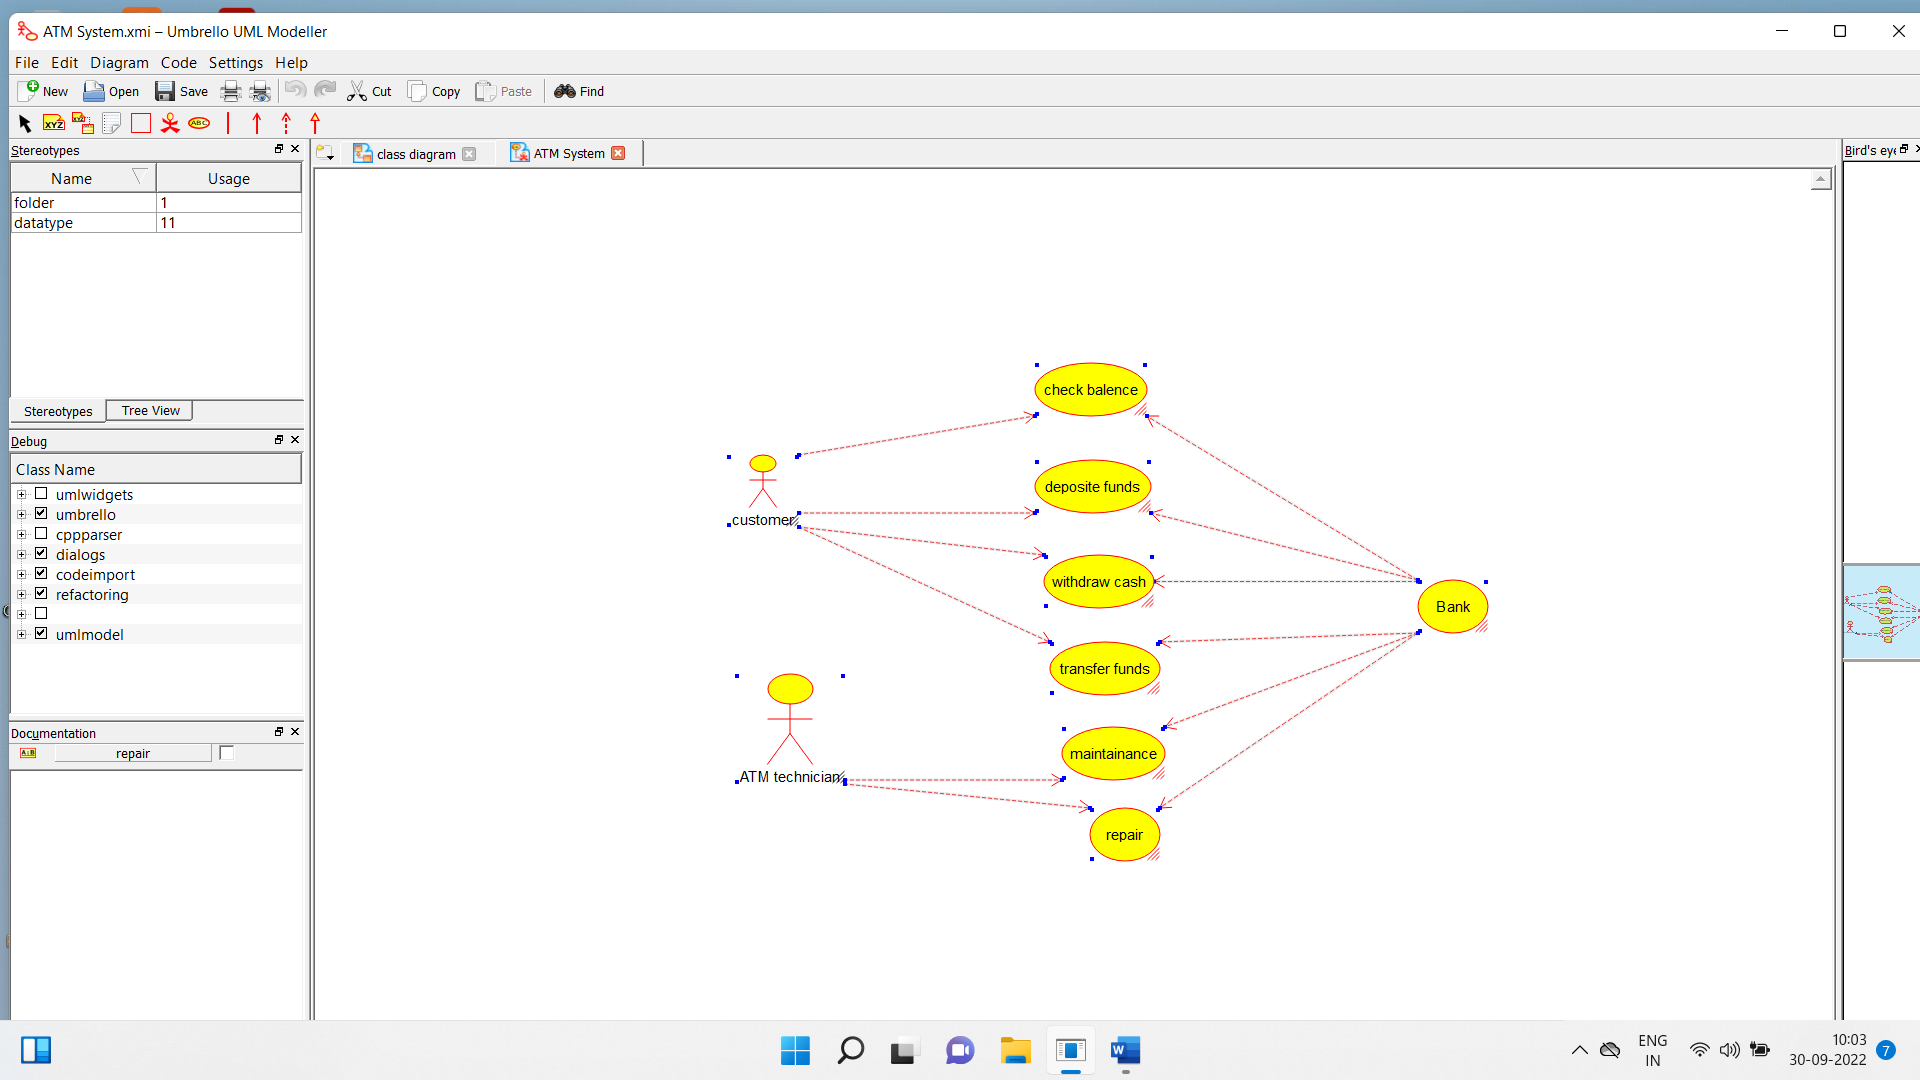 ATM System.xmi – Umbrello UML Modeller
File Edit Diagram Code Settings Help
New Open Save Cut Copy Paste Find
XYZ XYZ ABC
Stereotypes
Name Usage
folder 1
datatype 11
Stereotypes Tree View
Debug
Class Name
umlwidgets
umbrello
cppparser
dialogs
codeimport
refactoring
umlmodel
Documentation
A:B repair
class diagram ATM System
Bird's eye
check balence
deposite funds
customer
withdraw cash
Bank
transfer funds
maintainance
ATM technician
repair
W
ENG
IN
10:03
30-09-2022
7